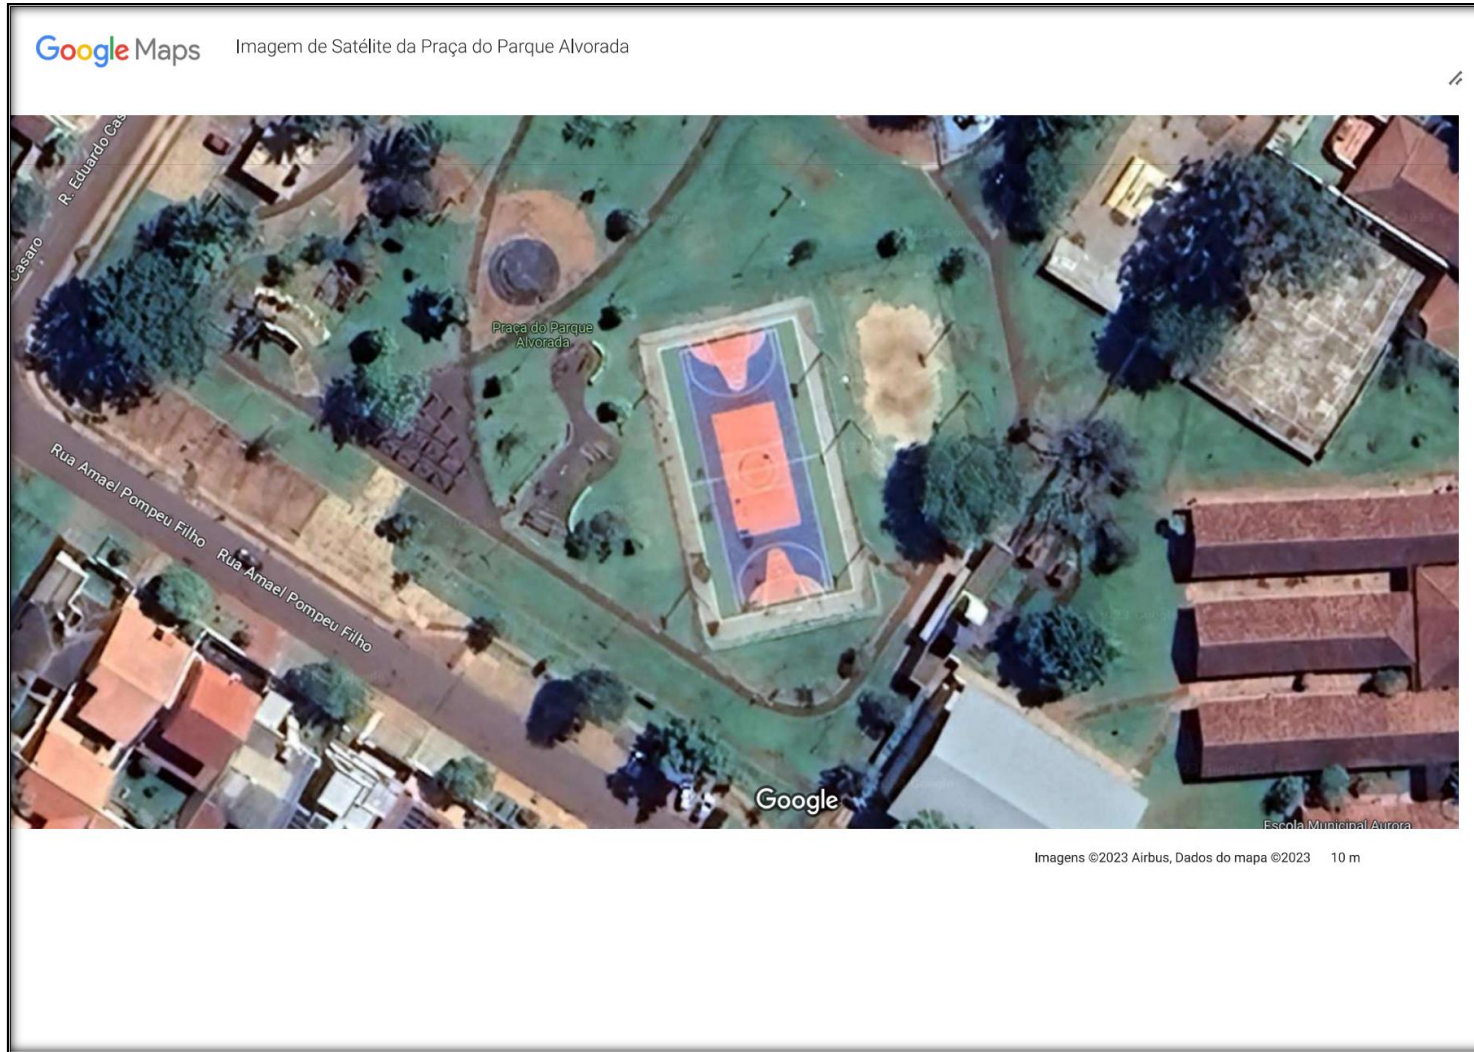 Google Maps
Imagem de Satélite da Praça do Parque Alvorada
R. Eduardo Cas
Casaro
Praça do Parque
Alvorada
Rua Amael Pompeu Filho
Rua Amael Pompeu Filho
Google
Escola Municipal Aurora
Imagens ©2023 Airbus, Dados do mapa ©2023 10 m